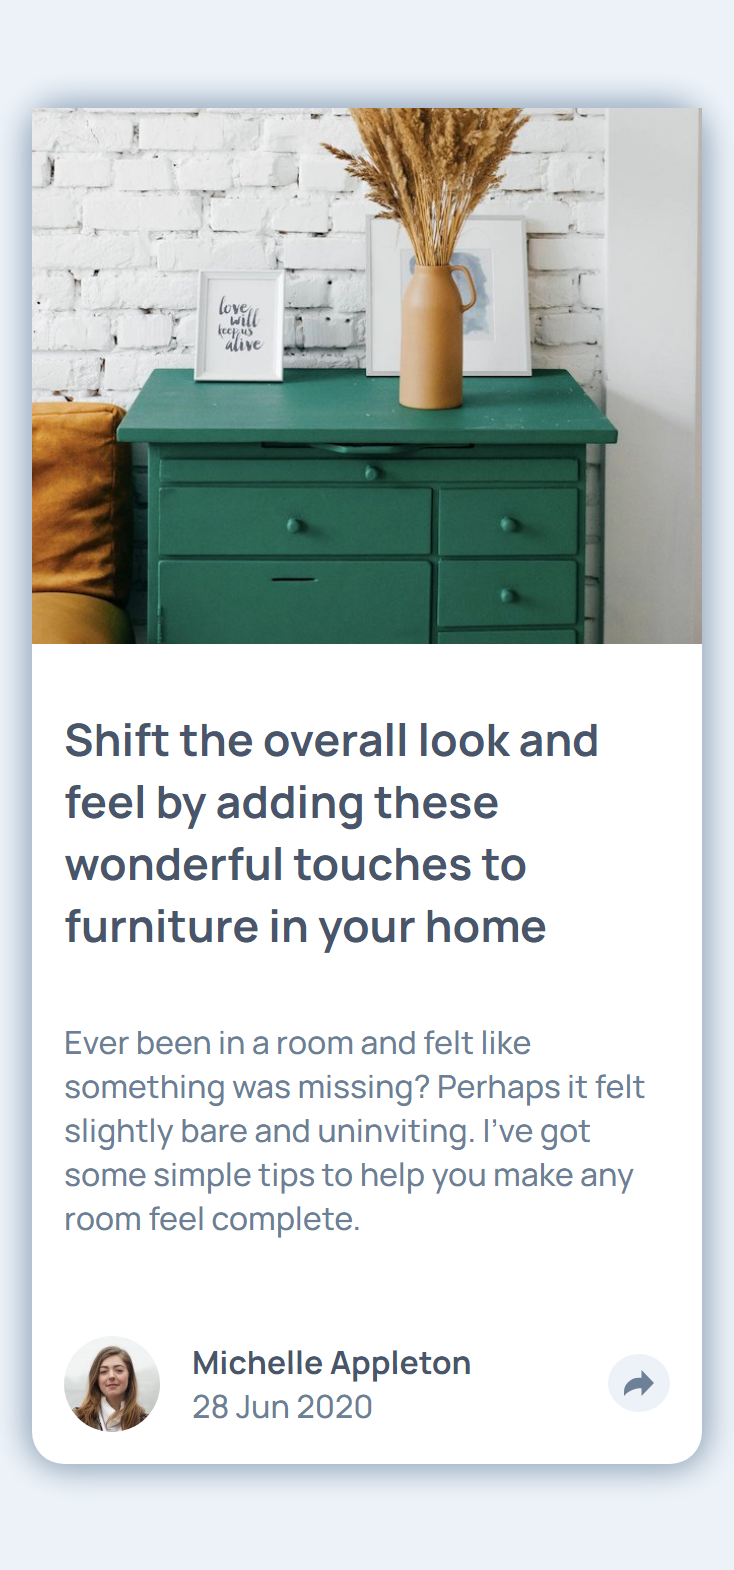 love
will
keep us
alive
Shift the overall look and
feel by adding these
wonderful touches to
furniture in your home
Ever been in a room and felt like
something was missing? Perhaps it felt
slightly bare and uninviting. I’ve got
some simple tips to help you make any
room feel complete.
Michelle Appleton
28 Jun 2020